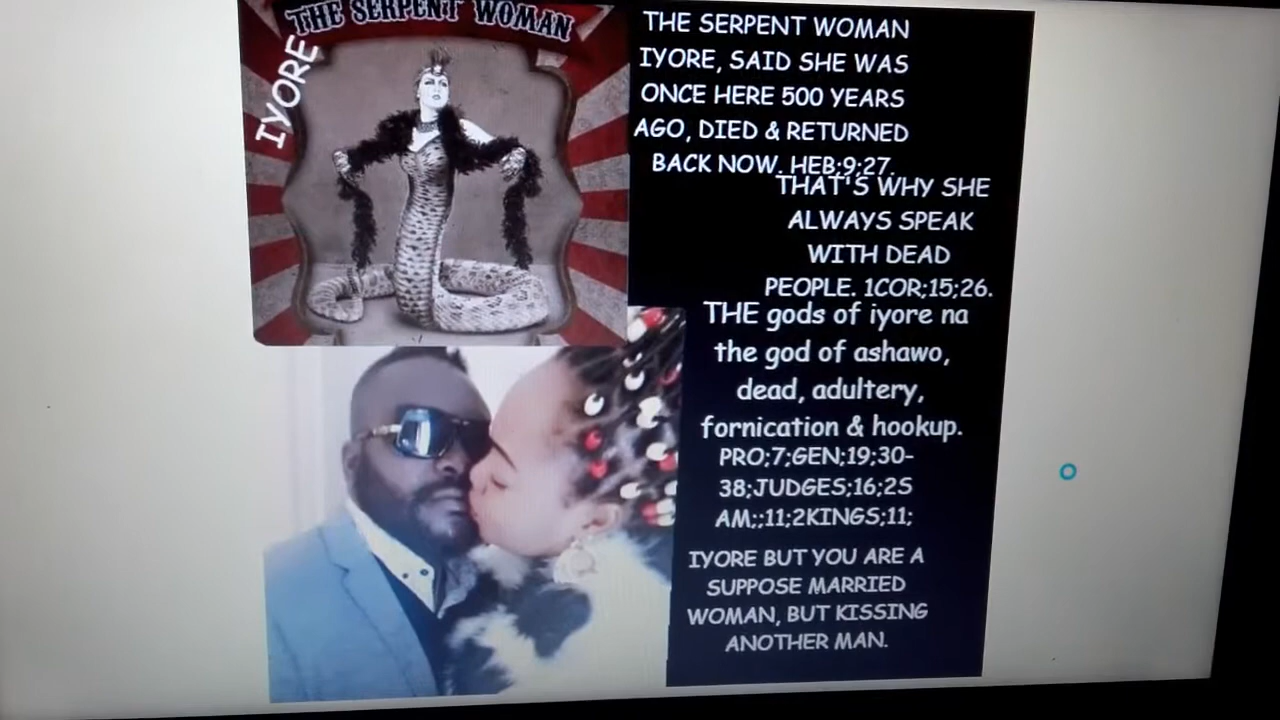 THE SERPENT WOMAN
IYORE
THE SERPENT WOMAN
IYORE, SAID SHE WAS
ONCE HERE 500 YEARS
AGO, DIED & RETURNED
BACK NOW. HEB;9;27.
THAT'S WHY SHE
ALWAYS SPEAK
WITH DEAD
PEOPLE. 1COR;15;26.
THE gods of iyore na
the god of ashawo,
dead, adultery,
fornication & hookup.
PRO;7;GEN;19;30-
38;JUDGES;16;2S
AM;;11;2KINGS;11;
IYORE BUT YOU ARE A
SUPPOSE MARRIED
WOMAN, BUT KISSING
ANOTHER MAN.